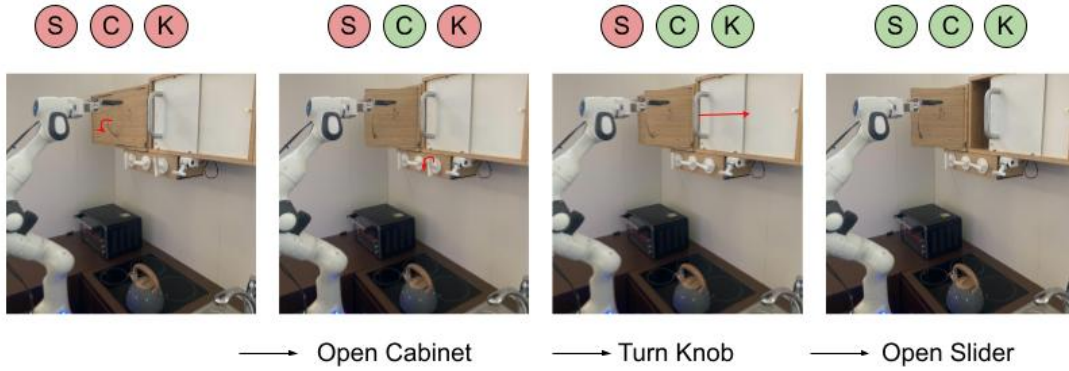 S C K S C K S C K S C K
Open Cabinet Turn Knob Open Slider